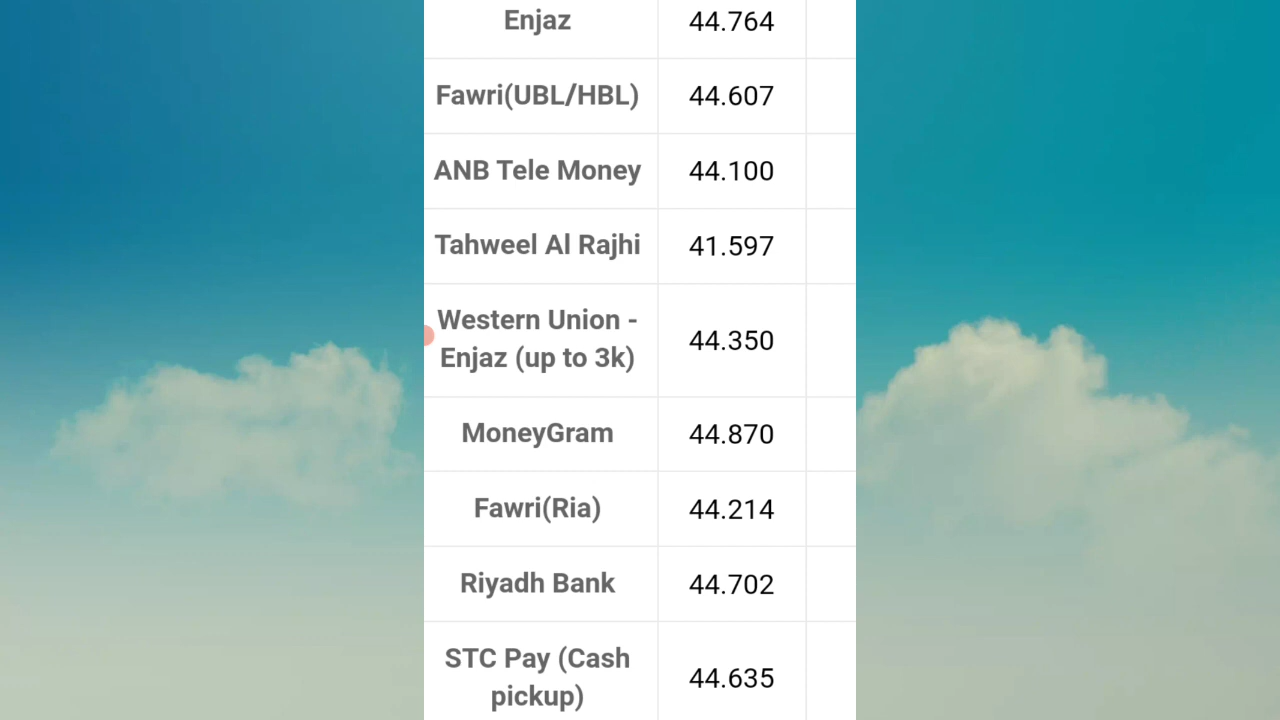 Enjaz 44.764
Fawri(UBL/HBL) 44.607
ANB Tele Money 44.100
Tahweel Al Rajhi 41.597
Western Union -
Enjaz (up to 3k) 44.350
MoneyGram 44.870
Fawri(Ria) 44.214
Riyadh Bank 44.702
STC Pay (Cash
pickup) 44.635